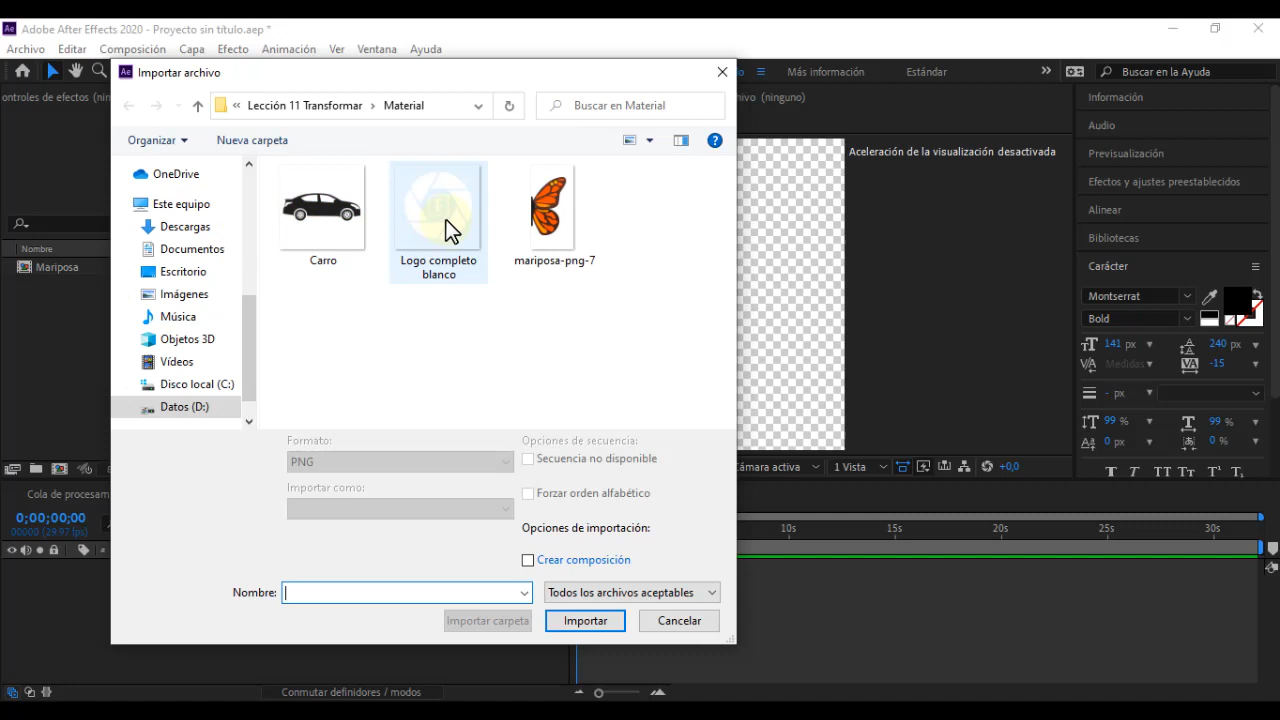 Adobe After Effects 2020 - Proyecto sin título.aep *
Archivo Editar Composición Capa Efecto Animación Ver Ventana Ayuda
Más información Estándar Buscar en la Ayuda
Importar archivo
Lección 11 Transformar Material
Buscar en Material
Organizar Nueva carpeta
OneDrive
Este equipo
Descargas
Documentos
Escritorio
Imágenes
Música
Objetos 3D
Vídeos
Disco local (C:)
Datos (D:)
Carro
Logo completo
blanco
mariposa-png-7
Formato:
PNG
Importar como:
Opciones de secuencia:
Secuencia no disponible
Forzar orden alfabético
Opciones de importación:
Crear composición
Nombre:
Todos los archivos aceptables
Importar carpeta Importar Cancelar
ontroles de efectos (nin
Nombre
Mariposa
ivo (ninguno)
Aceleración de la visualización desactivada
ámara activa 1 Vista +0,0
Información
Audio
Previsualización
Efectos y ajustes preestablecidos
Alinear
Bibliotecas
Carácter
Montserrat
Bold
141 px 240 px
Medidas -15
- px
99 % 99 %
0 px 0 %
Cola de procesam
0;00;00;00
00000 (29.97 fps)
10s 15s 20s 25s 30s
Conmutar definidores / modos